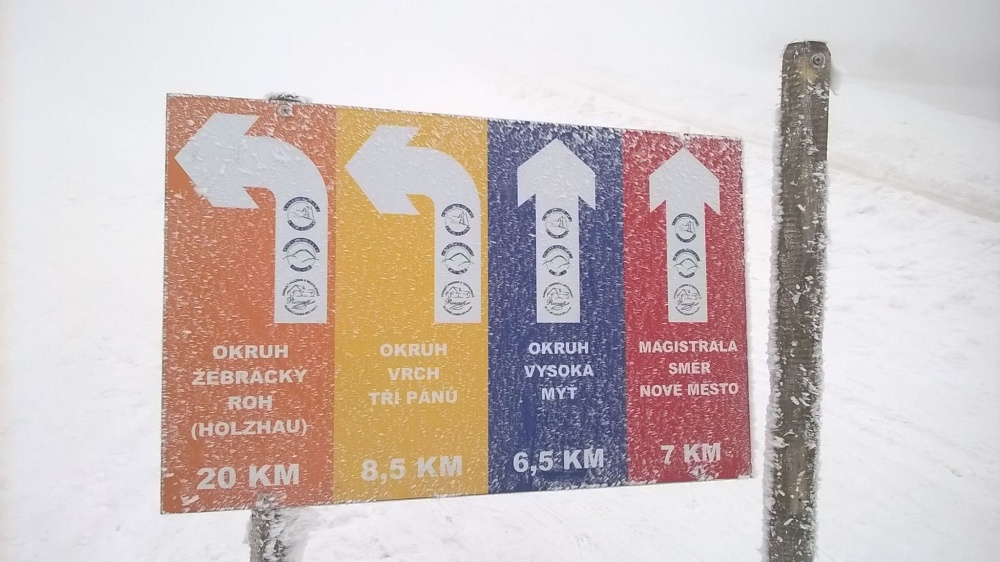 OKRUH
ŽEBRÁCKÝ
ROH
(HOLZHAU)
20 KM
OKRUH
VRCH
TŘÍ PÁNŮ
8,5 KM
OKRUH
VYSOKÁ
MÝŤ
6,5 KM
MAGISTRÁLA
SMĚR
NOVÉ MĚSTO
7 KM